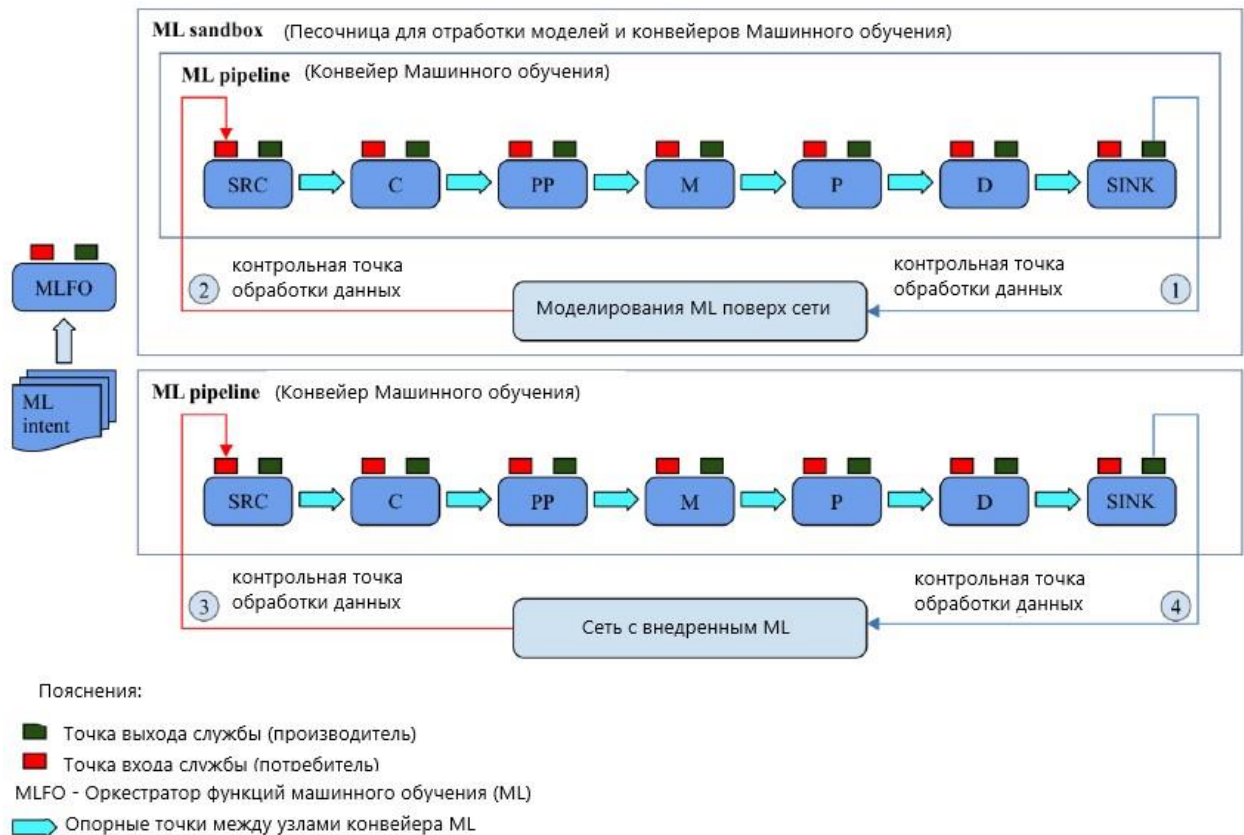 ML sandbox (Песочница для отработки моделей и конвейеров Машинного обучения)
ML pipeline (Конвейер Машинного обучения)
SRC C PP M P D SINK
2 контрольная точка
обработки данных
контрольная точка
обработки данных 1
Моделирования ML поверх сети
MLFO
ML
intent
ML pipeline (Конвейер Машинного обучения)
SRC C PP M P D SINK
3 контрольная точка
обработки данных
контрольная точка
обработки данных 4
Сеть с внедренным ML
Пояснения:
Точка выхода службы (производитель)
Точка входа службы (потребитель)
MLFO - Оркестратор функций машинного обучения (ML)
Опорные точки между узлами конвейера ML